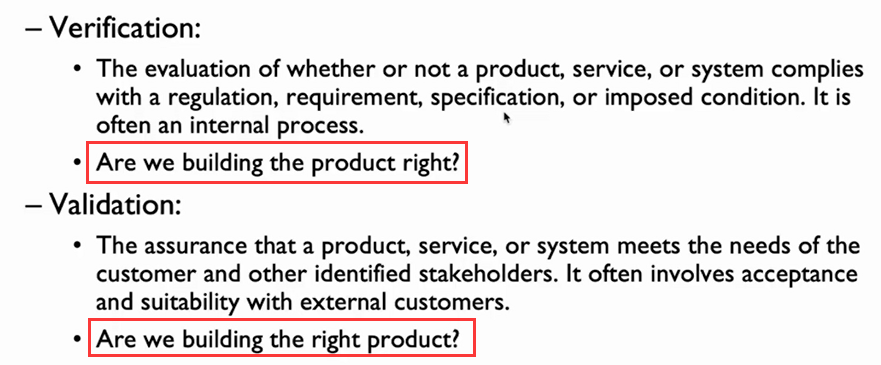 – Verification:
• The evaluation of whether or not a product, service, or system complies
with a regulation, requirement, specification, or imposed condition. It is
often an internal process.
• Are we building the product right?
– Validation:
• The assurance that a product, service, or system meets the needs of the
customer and other identified stakeholders. It often involves acceptance
and suitability with external customers.
• Are we building the right product?